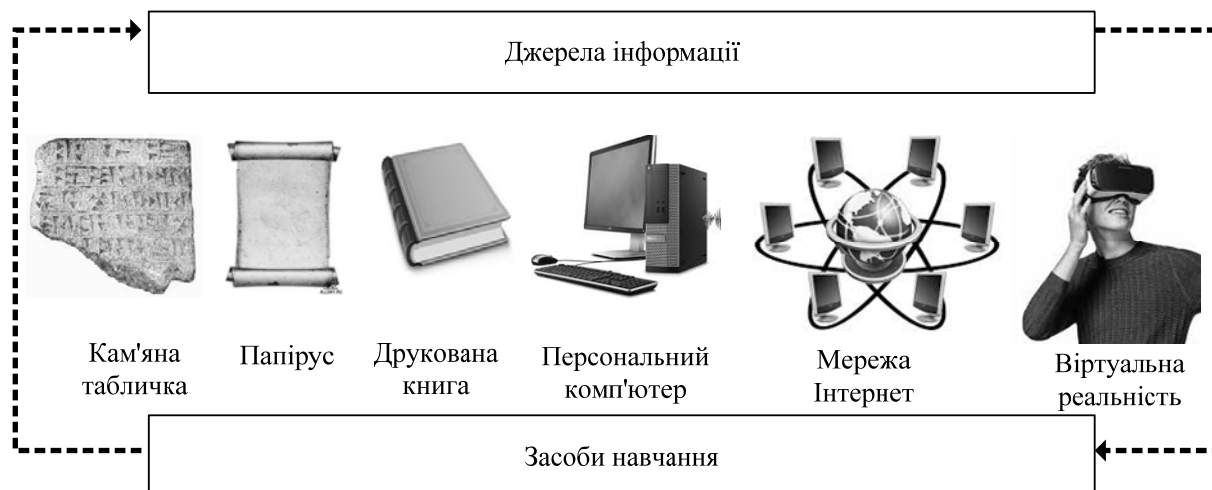 Джерела інформації
Кам'яна
табличка
Папірус
Друкована
книга
Персональний
комп'ютер
Мережа
Інтернет
Віртуальна
реальність
Засоби навчання